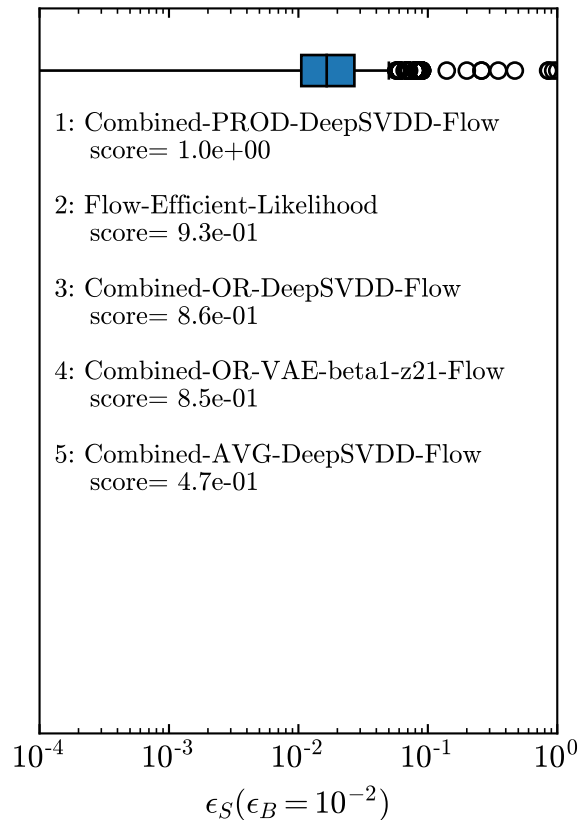 1: Combined-PROD-DeepSVDD-Flow
score= 1.0e+00
2: Flow-Efficient-Likelihood
score= 9.3e-01
3: Combined-OR-DeepSVDD-Flow
score= 8.6e-01
4: Combined-OR-VAE-beta1-z21-Flow
score= 8.5e-01
5: Combined-AVG-DeepSVDD-Flow
score= 4.7e-01
10⁻⁴ 10⁻³ 10⁻² 10⁻¹ 10⁰
ϵ_S(ϵ_B = 10⁻²)